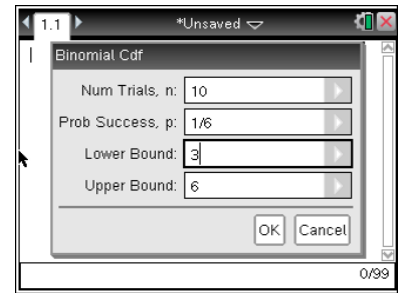 1.1 *Unsaved
Binomial Cdf
Num Trials, n: 10
Prob Success, p: 1/6
Lower Bound: 3
Upper Bound: 6
OK Cancel
0/99